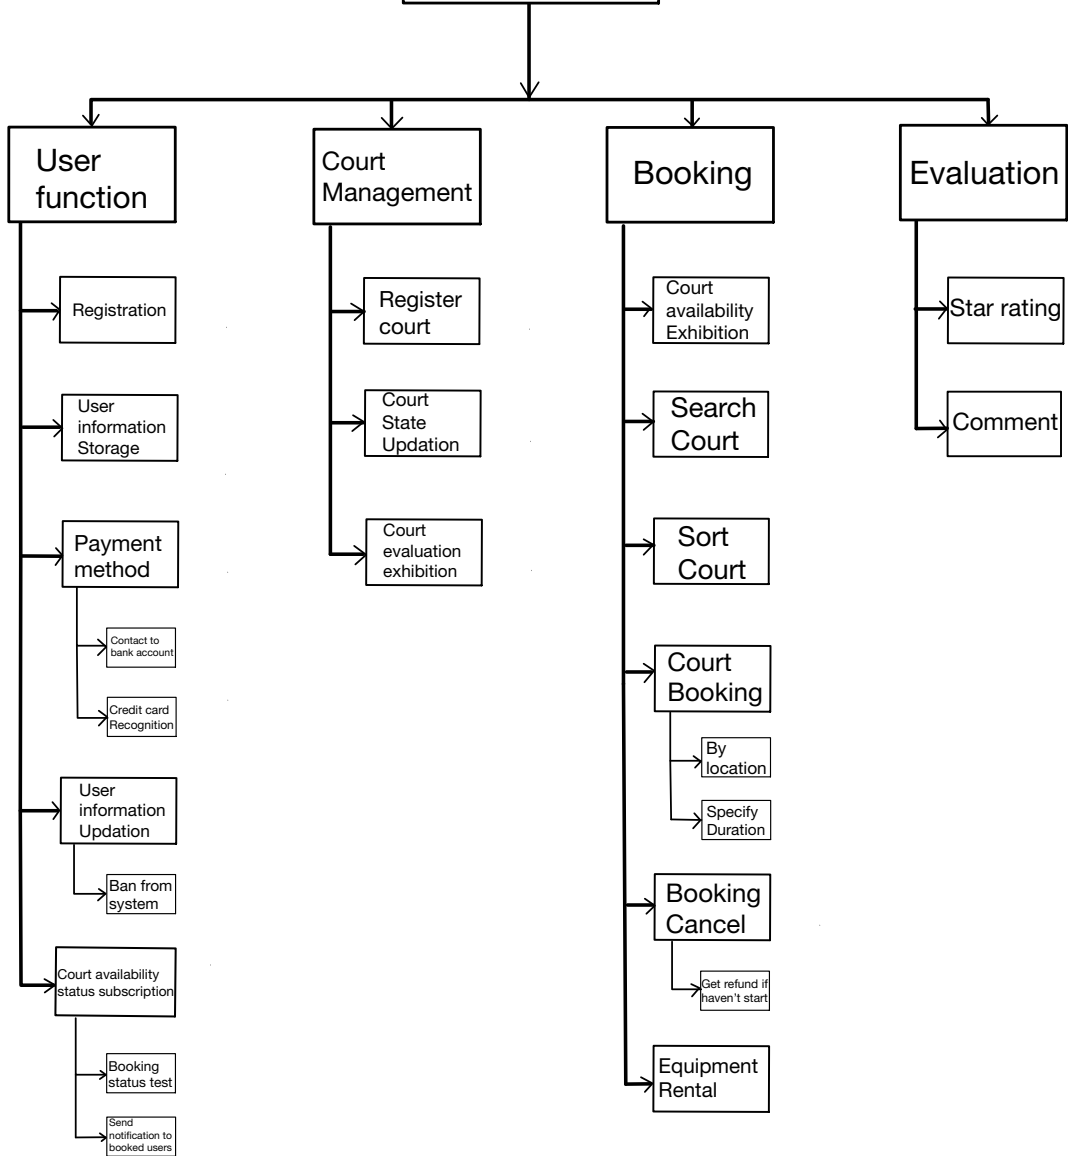 User
function
Court
Management
Booking
Evaluation
Registration
User
information
Storage
Payment
method
Contact to
bank account
Credit card
Recognition
User
information
Updation
Ban from
system
Court availability
status subscription
Booking
status test
Send
notification to
booked users
Register
court
Court
State
Updation
Court
evaluation
exhibition
Court
availability
Exhibition
Search
Court
Sort
Court
Court
Booking
By
location
Specify
Duration
Booking
Cancel
Get refund if
haven't start
Equipment
Rental
Star rating
Comment